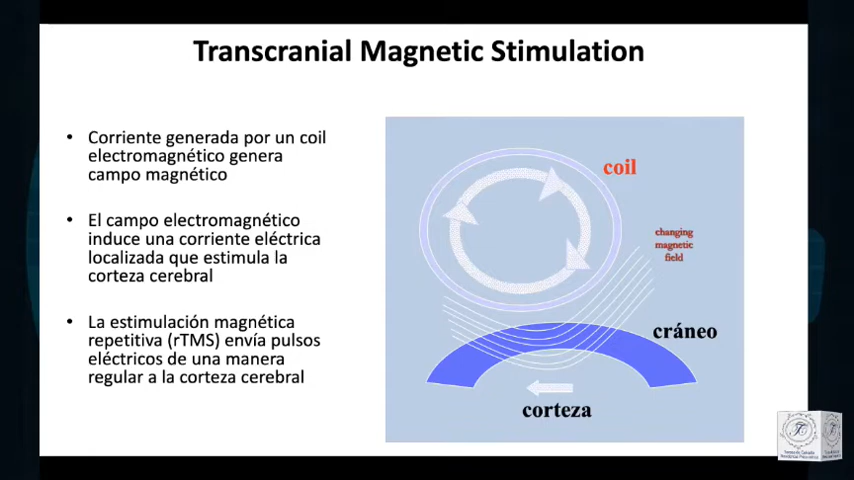 Transcranial Magnetic Stimulation
• Corriente generada por un coil
electromagnético genera
campo magnético
• El campo electromagnético
induce una corriente eléctrica
localizada que estimula la
corteza cerebral
• La estimulación magnética
repetitiva (rTMS) envía pulsos
eléctricos de una manera
regular a la corteza cerebral
coil
changing
magnetic
field
cráneo
corteza